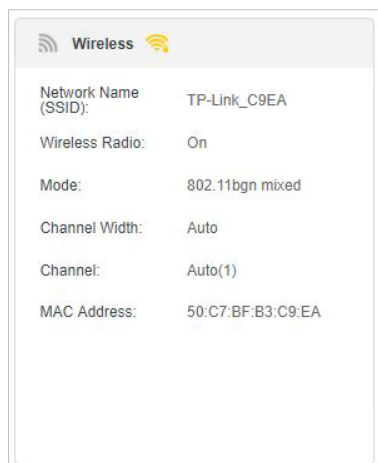 Wireless
Network Name
(SSID):
TP-Link_C9EA
Wireless Radio: On
Mode: 802.11bgn mixed
Channel Width: Auto
Channel: Auto(1)
MAC Address: 50:C7:BF:B3:C9:EA